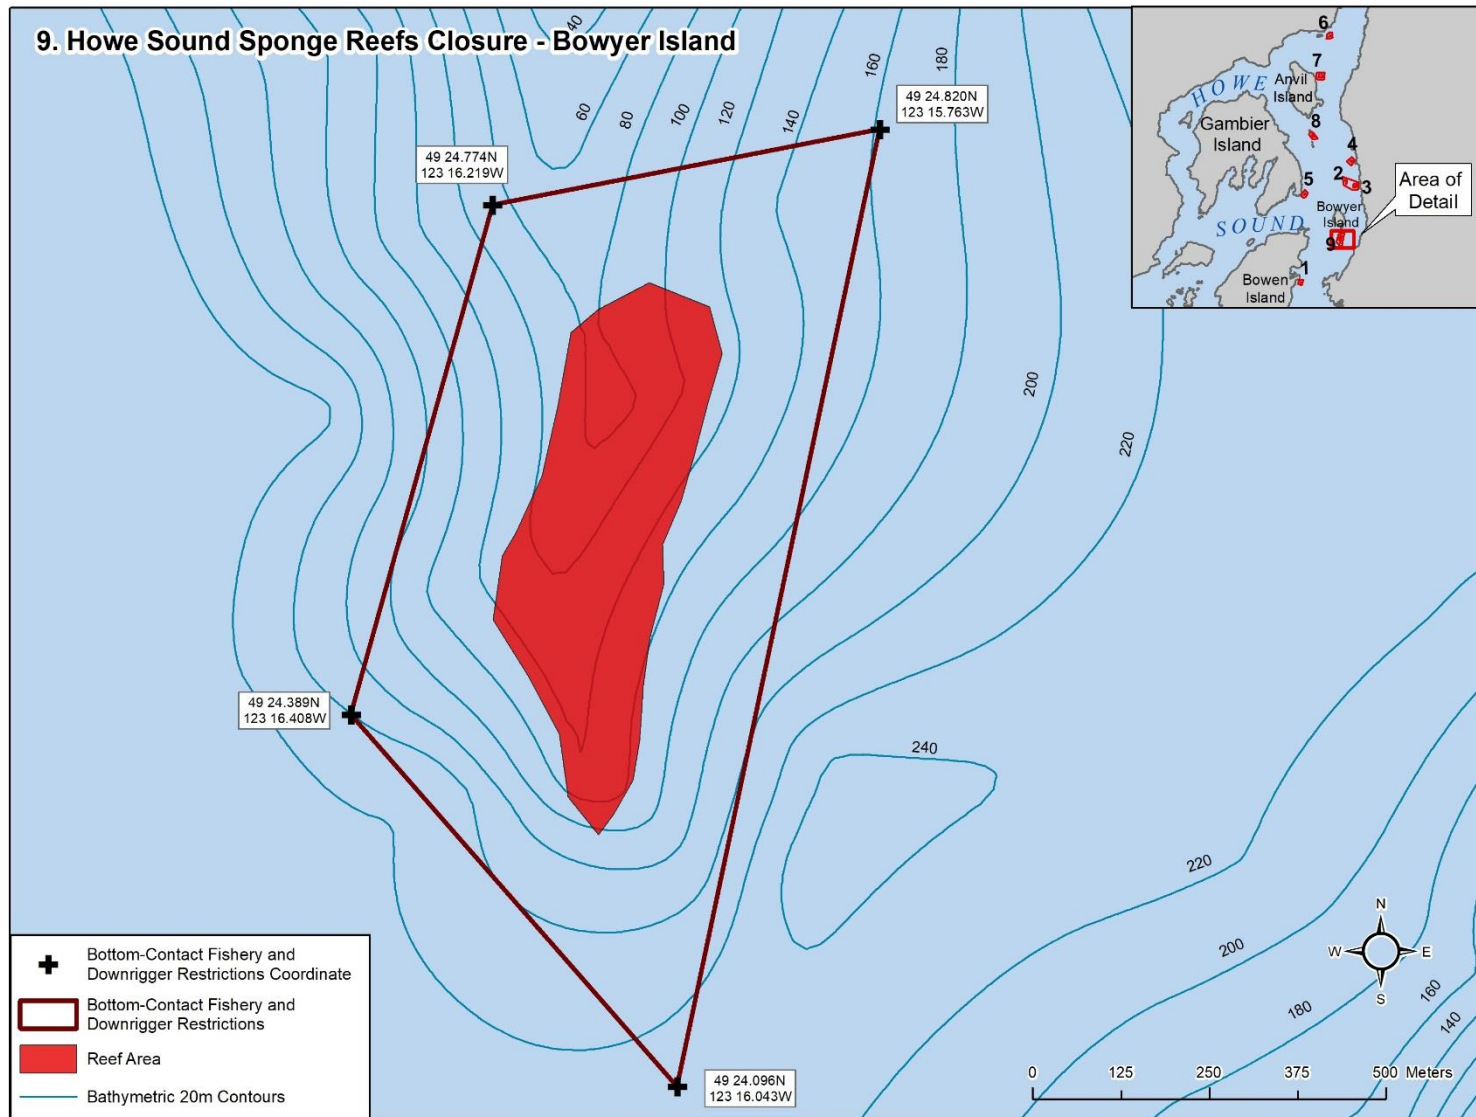 9. Howe Sound Sponge Reefs Closure - Bowyer Island
40
60
80
100
120
140
160
180
49 24.820N
123 15.763W
49 24.774N
123 16.219W
200
220
49 24.389N
123 16.408W
240
220
200
180
160
140
49 24.096N
123 16.043W
6
7
HOWE
Anvil
Island
8
Gambier
Island
4
2
3
5
Area of
Detail
Bowyer
Island
SOUND
9
1
Bowen
Island
Bottom-Contact Fishery and
Downrigger Restrictions Coordinate
Bottom-Contact Fishery and
Downrigger Restrictions
Reef Area
Bathymetric 20m Contours
N
W
E
S
0 125 250 375 500 Meters